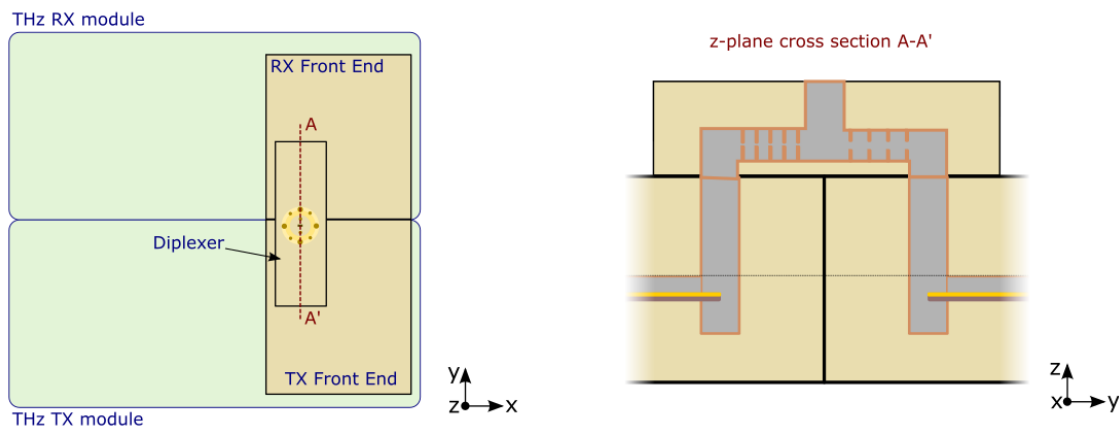 THz RX module
RX Front End
A
Diplexer
A'
TX Front End
THz TX module
y
z
x
z-plane cross section A-A'
z
x
y